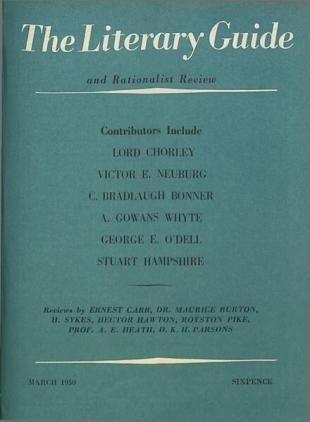 The Literary Guide
and Rationalist Review
Contributors Include
LORD CHORLEY
VICTOR E. NEUBURG
C. BRADLAUGH BONNER
A. GOWANS WHYTE
GEORGE E. O'DELL
STUART HAMPSHIRE
Reviews by ERNEST CARR, DR. MAURICE BURTON,
H. SYKES, HECTOR HAWTON, ROYSTON PIKE,
PROF. A. E. HEATH, D. K. H. PARSONS
MARCH 1950
SIXPENCE